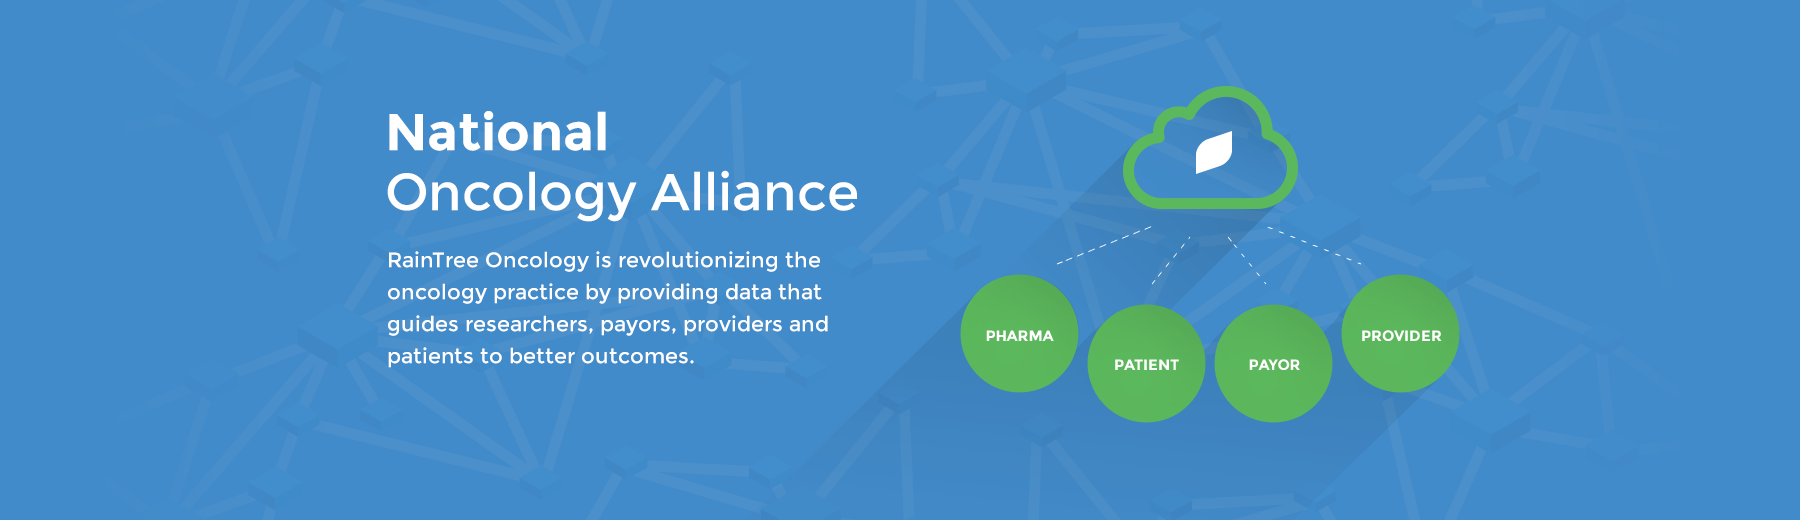 National
Oncology Alliance
RainTree Oncology is revolutionizing the
oncology practice by providing data that
guides researchers, payors, providers and
patients to better outcomes.
PHARMA
PATIENT
PAYOR
PROVIDER